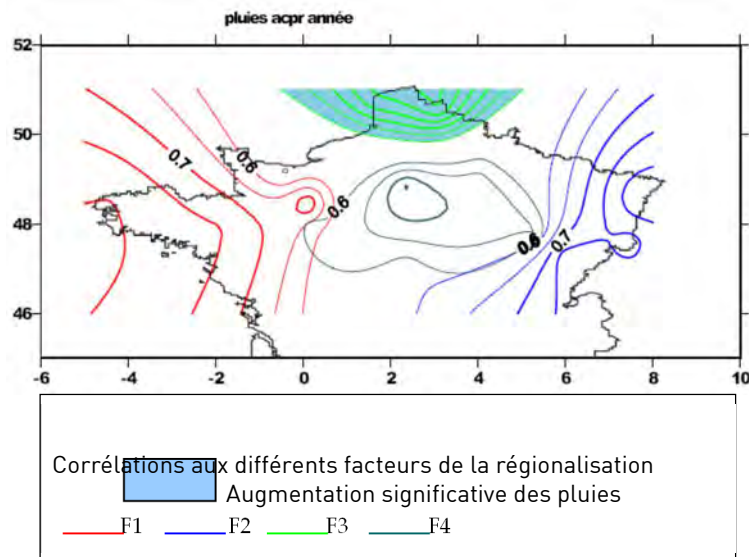 pluies acpr année
52
50
48
46
0.7
0.6
0.6
0.6
0.7
-6 -4 -2 0 2 4 6 8 10
Corrélations aux différents facteurs de la régionalisation
Augmentation significative des pluies
F1 F2 F3 F4